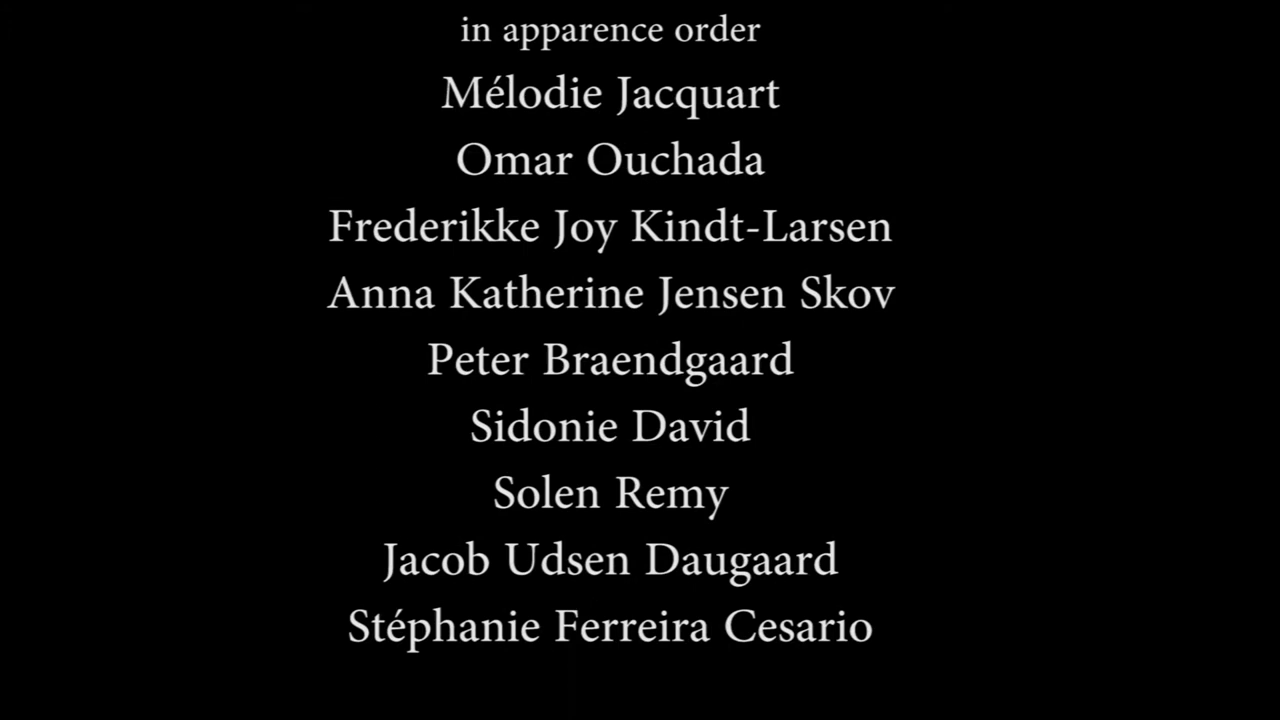 in apparence order
Mélodie Jacquart
Omar Ouchada
Frederikke Joy Kindt-Larsen
Anna Katherine Jensen Skov
Peter Braendgaard
Sidonie David
Solen Remy
Jacob Udsen Daugaard
Stéphanie Ferreira Cesario